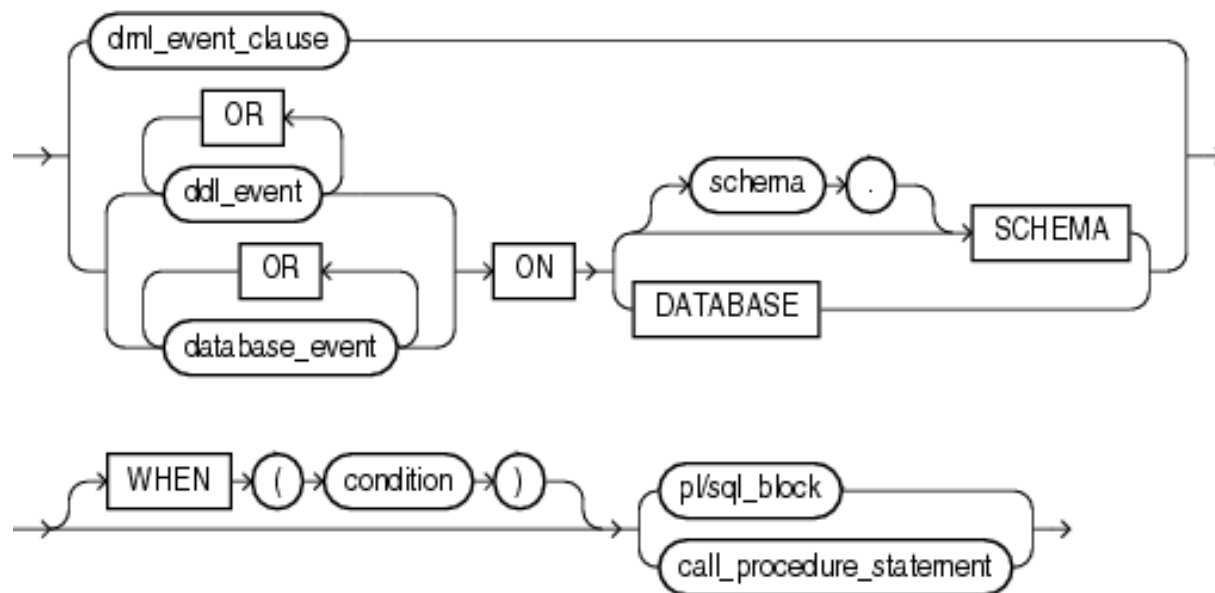 dml_event_clause
OR
ddl_event
schema .
SCHEMA
OR
ON
DATABASE
database_event
WHEN ( condition )
pl/sql_block
call_procedure_statement